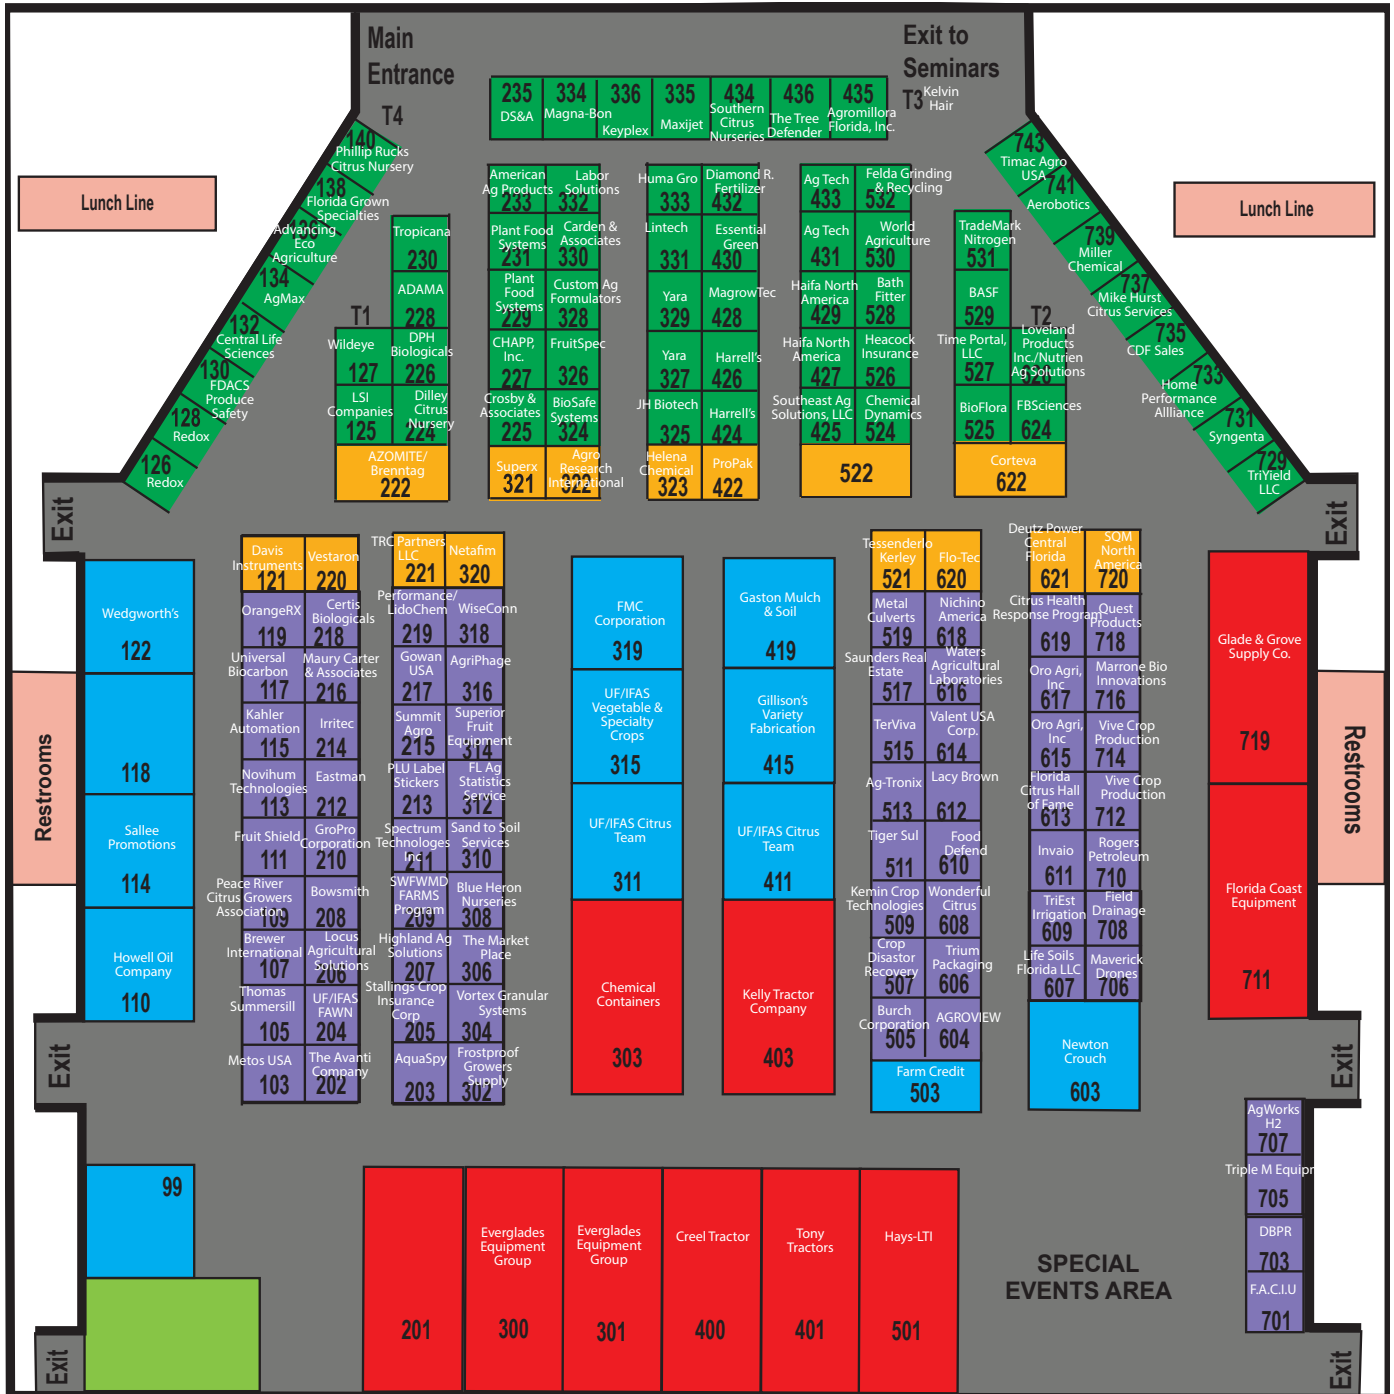 Main
Entrance
Exit to
Seminars
T4
T3
Kelvin
Hair
235
DS&A
334
Magna-Bon
336
Keyplex
335
Maxijet
434
Southern
Citrus
Nurseries
436
The Tree
Defender
435
Agromillora
Florida, Inc.
Lunch Line
Lunch Line
140
Phillip Rucks
Citrus Nursery
138
Florida Grown
Specialties
136
Advancing
Eco
Agriculture
134
AgMax
132
Central Life
Sciences
130
FDACS
Produce
Safety
128
Redox
126
Redox
743
Timac Agro
USA
741
Aerobotics
739
Miller
Chemical
737
Mike Hurst
Citrus Services
735
CDF Sales
733
Home
Performance
Allliance
731
Syngenta
729
TriYield
LLC
T1
Tropicana
230
ADAMA
228
Wildeye
127
DPH
Biologicals
226
LSI
Companies
125
Dilley
Citrus
Nursery
224
AZOMITE/
Brenntag
222
American
Ag Products
233
Labor
Solutions
332
Plant Food
Systems
231
Carden &
Associates
330
Plant
Food
Systems
229
Custom Ag
Formulators
328
CHAPP,
Inc.
227
FruitSpec
326
Crosby &
Associates
225
BioSafe
Systems
324
Superx
321
Agro
Research
International
322
Huma Gro
333
Diamond R.
Fertilizer
432
Lintech
331
Essential
Green
430
Yara
329
MagrowTec
428
Yara
327
Harrell's
426
JH Biotech
325
Harrell's
424
Helena
Chemical
323
ProPak
422
Ag Tech
433
Felda Grinding
& Recycling
532
Ag Tech
431
World
Agriculture
530
Haifa North
America
429
Bath
Fitter
528
Haifa North
America
427
Heacock
Insurance
526
Southeast Ag
Solutions, LLC
425
Chemical
Dynamics
524
522
TradeMark
Nitrogen
531
BASF
529
T2
Time Portal,
LLC
527
Loveland
Products
Inc./Nutrien
Ag Solutions
526
BioFlora
525
FBSciences
624
Corteva
622
Exit
Exit
Wedgworth's
122
118
Sallee
Promotions
114
Howell Oil
Company
110
Restrooms
Restrooms
Davis
Instruments
121
Vestaron
220
OrangeRX
119
Certis
Biologicals
218
Universal
Biocarbon
117
Maury Carter
& Associates
216
Kahler
Automation
115
Irritec
214
Novihum
Technologies
113
Eastman
212
Fruit Shield
111
GroPro
Corporation
210
Peace River
Citrus Growers
Association
109
Bowsmith
208
Brewer
International
107
Locus
Agricultural
Solutions
206
Thomas
Summersill
105
UF/IFAS
FAWN
204
Metos USA
103
The Avanti
Company
202
TRC Partners
LLC
221
Netafim
320
Performance/
LidoChem
219
WiseConn
318
Gowan
USA
217
AgriPhage
316
Summit
Agro
215
Superior
Fruit
Equipment
314
PLU Label
Stickers
213
FL Ag
Statistics
Service
312
Spectrum
Technologes
Inc
211
Sand to Soil
Services
310
SWFWMD
FARMS
Program
209
Blue Heron
Nurseries
308
Highland Ag
Solutions
207
The Market
Place
306
Stallings Crop
Insurance
Corp
205
Vortex Granular
Systems
304
AquaSpy
203
Frostproof
Growers
Supply
302
FMC
Corporation
319
UF/IFAS
Vegetable &
Specialty
Crops
315
UF/IFAS Citrus
Team
311
Chemical
Containers
303
Gaston Mulch
& Soil
419
Gillison's
Variety
Fabrication
415
UF/IFAS Citrus
Team
411
Kelly Tractor
Company
403
Tessenderlo
Kerley
521
Flo-Tec
620
Metal
Culverts
519
Nichino
America
618
Saunders Real
Estate
517
Waters
Agricultural
Laboratories
616
TerViva
515
Valent USA
Corp.
614
Ag-Tronix
513
Lacy Brown
612
Tiger Sul
511
Food
Defend
610
Kemin Crop
Technologies
509
Wonderful
Citrus
608
Crop
Disastor
Recovery
507
Trium
Packaging
606
Burch
Corporation
505
AGROVIEW
604
Farm Credit
503
Deutz Power
Central
Florida
621
SQM
North
America
720
Citrus Health
Response Program
619
Quest
Products
718
Oro Agri,
Inc
617
Marrone Bio
Innovations
716
Oro Agri,
Inc
615
Vive Crop
Production
714
Florida
Citrus Hall
of Fame
613
Vive Crop
Production
712
Invaio
611
Rogers
Petroleum
710
TriEst
Irrigation
609
Field
Drainage
708
Life Soils
Florida LLC
607
Maverick
Drones
706
Newton
Crouch
603
Glade & Grove
Supply Co.
719
Florida Coast
Equipment
711
Exit
Exit
AgWorks
H2
707
Triple M Equipr
705
DBPR
703
F.A.C.I.U
701
99
201
Everglades
Equipment
Group
300
Everglades
Equipment
Group
301
Creel Tractor
400
Tony
Tractors
401
Hays-LTI
501
SPECIAL
EVENTS AREA
Exit
Exit